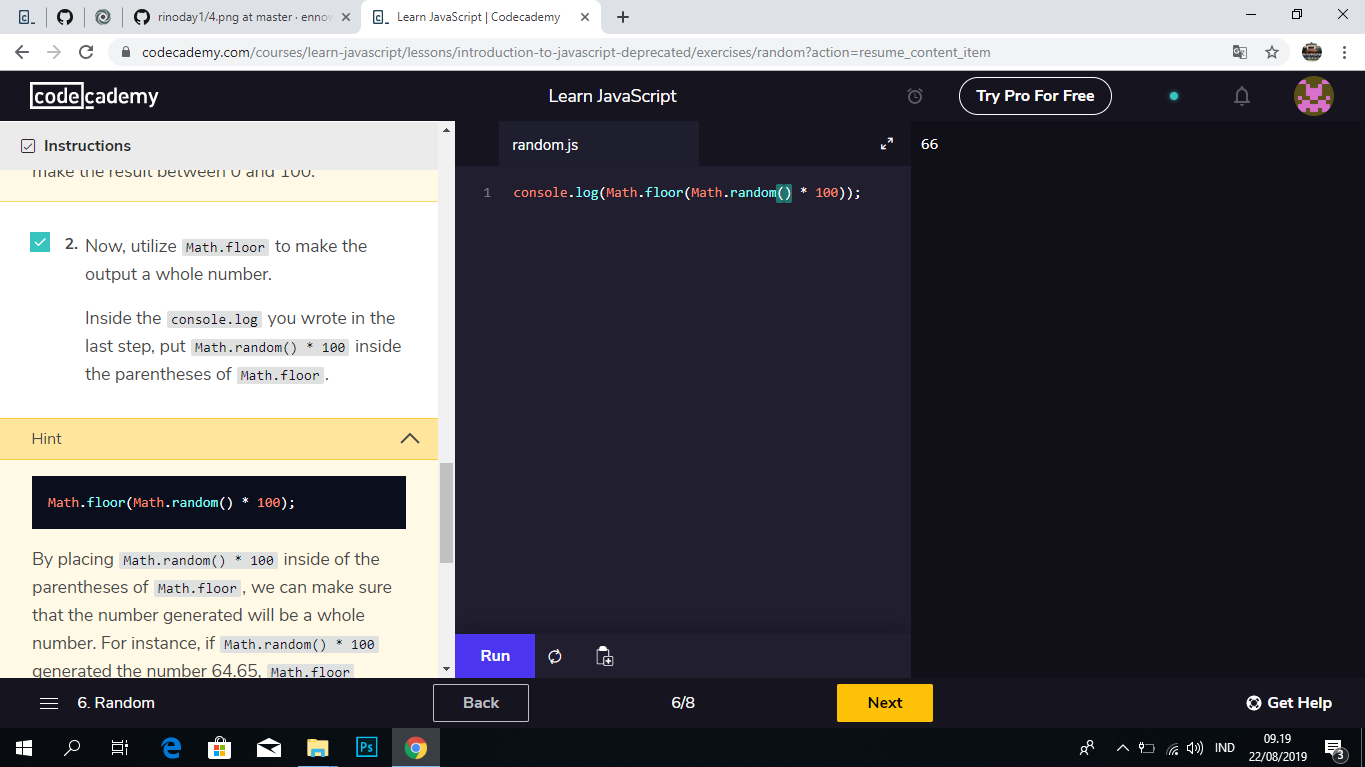 rinoday1/4.png at master · ennov
Learn JavaScript | Codecademy
codecademy.com/courses/learn-javascript/lessons/introduction-to-javascript-deprecated/exercises/random?action=resume_content_item
codecademy
Learn JavaScript
Try Pro For Free
Instructions
make the result between 0 and 100.
2. Now, utilize Math.floor to make the
output a whole number.
Inside the console.log you wrote in the
last step, put Math.random() * 100 inside
the parentheses of Math.floor.
Hint
Math.floor(Math.random() * 100);
By placing Math.random() * 100 inside of the
parentheses of Math.floor, we can make sure
that the number generated will be a whole
number. For instance, if Math.random() * 100
generated the number 64.65, Math.floor
random.js
1 console.log(Math.floor(Math.random() * 100));
66
Run
6. Random
Back
6/8
Next
Get Help
Ps
IND
09.19
22/08/2019
3